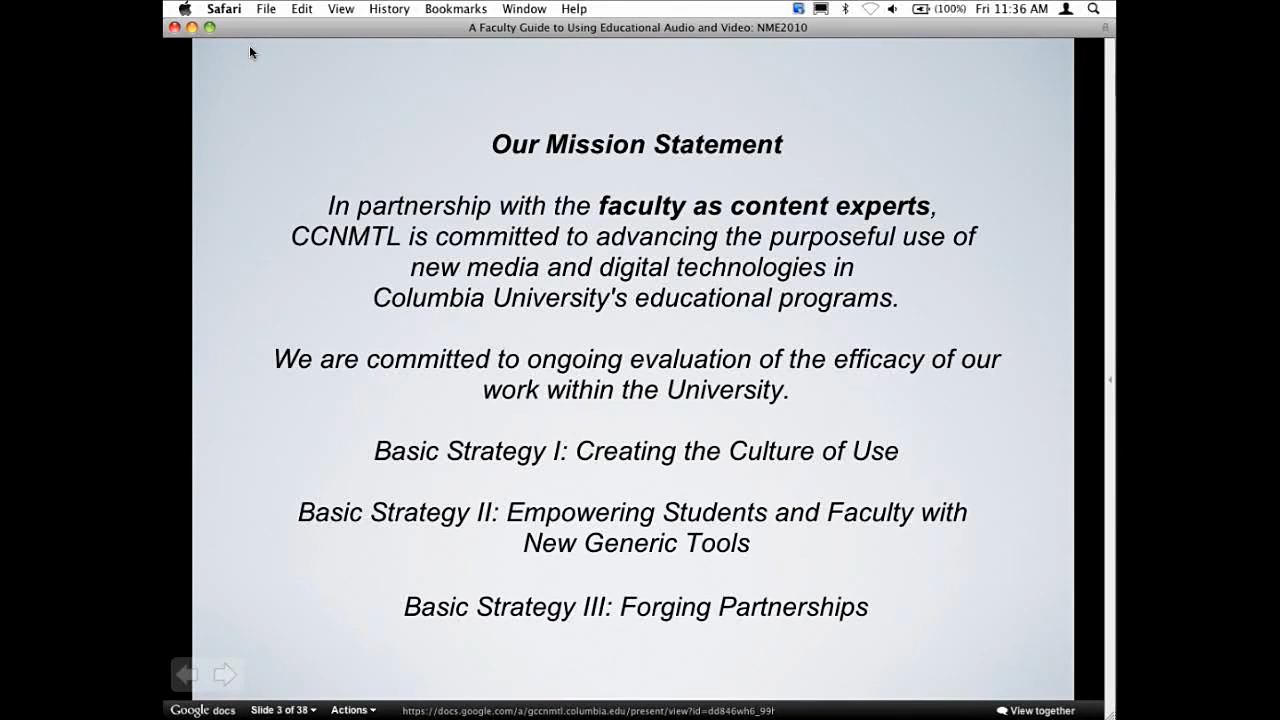 Safari File Edit View History Bookmarks Window Help (100%) Fri 11:36 AM
A Faculty Guide to Using Educational Audio and Video: NME2010
Our Mission Statement
In partnership with the faculty as content experts,
CCNMTL is committed to advancing the purposeful use of
new media and digital technologies in
Columbia University's educational programs.
We are committed to ongoing evaluation of the efficacy of our
work within the University.
Basic Strategy I: Creating the Culture of Use
Basic Strategy II: Empowering Students and Faculty with
New Generic Tools
Basic Strategy III: Forging Partnerships
Google docs Slide 3 of 38 Actions https://docs.google.com/a/gccnmtl.columbia.edu/present/view?id=dd846wh6_99 View together